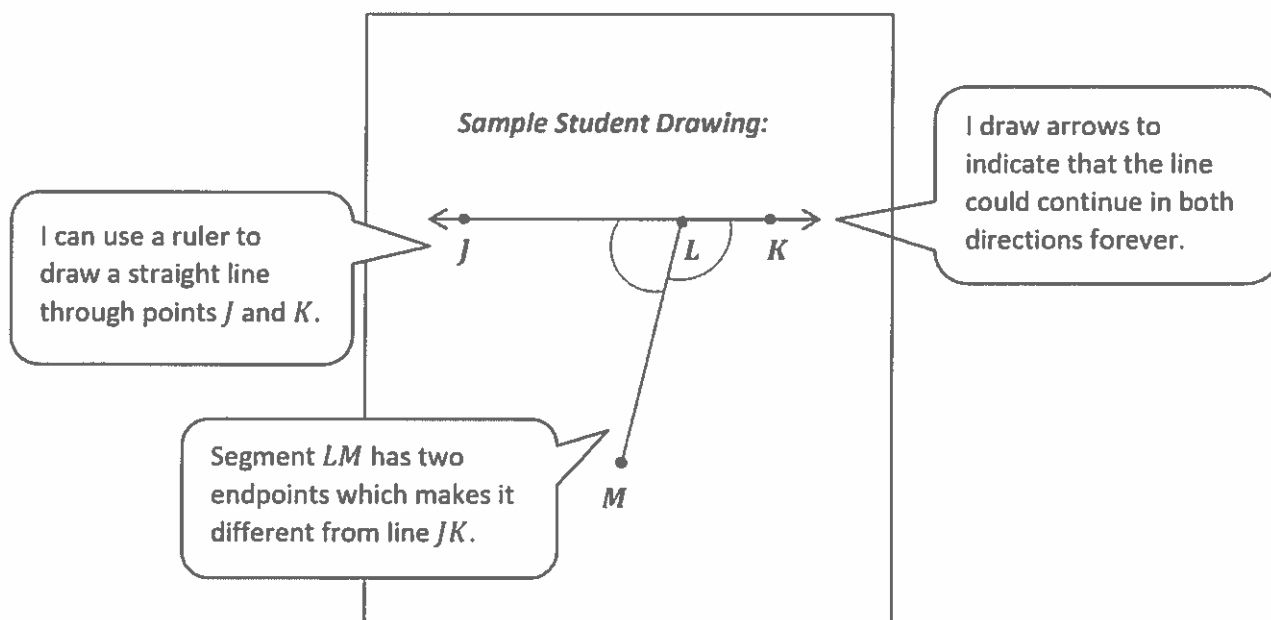 Sample Student Drawing:
I draw arrows to
indicate that the line
could continue in both
directions forever.
I can use a ruler to
draw a straight line
through points J and K.
J
L
K
Segment LM has two
endpoints which makes it
different from line JK.
M